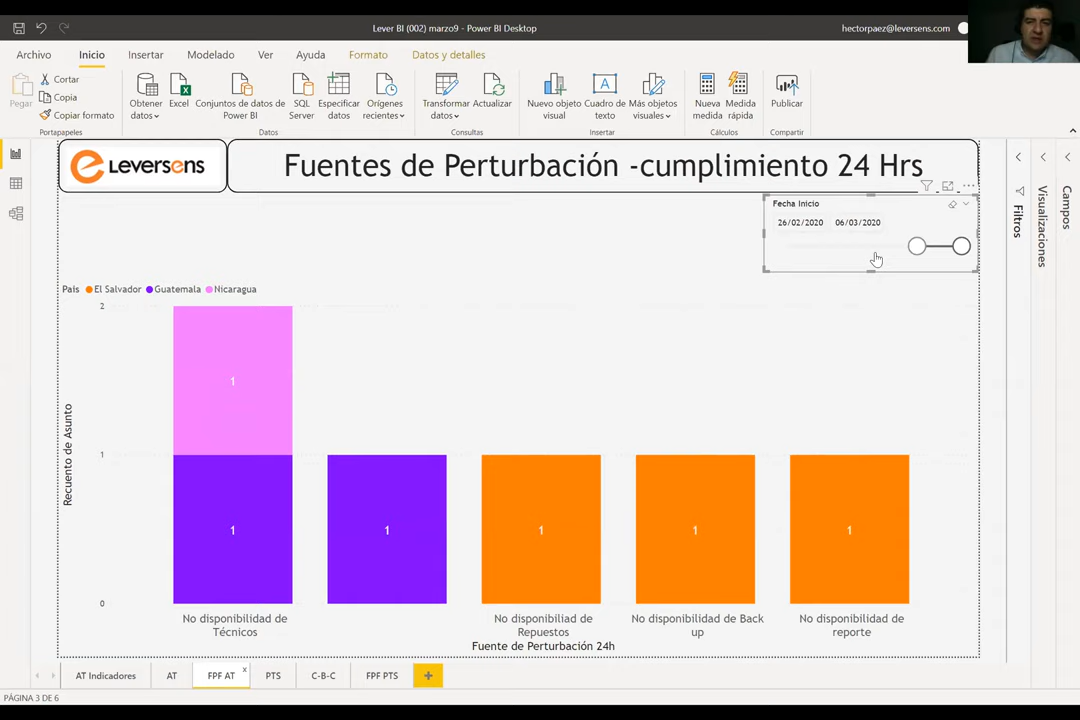 Lever BI (002) marzo9 - Power BI Desktop
hectorpaez@leversens.com
Archivo Inicio Insertar Modelado Ver Ayuda Formato Datos y detalles
Pegar
Cortar
Copia
Copiar formato
Portapapeles
Obtener datos
Excel
Conjuntos de datos de Power BI
SQL Server
Especificar datos
Orígenes recientes
Datos
Transformar datos
Actualizar
Consultas
Nuevo objeto visual
Cuadro de texto
Más objetos visuales
Insertar
Nueva medida
Medida rápida
Cálculos
Publicar
Compartir
e LEVERSENS
Fuentes de Perturbación -cumplimiento 24 Hrs
Fecha Inicio
26/02/2020 06/03/2020
Filtros
Visualizaciones
Campos
Pais El Salvador Guatemala Nicaragua
Recuento de Asunto
2
1
0
1
1
1
1
1
1
No disponibilidad de
Técnicos
No disponibiliad de
Repuestos
No disponibilidad de Back
up
No disponibilidad de
reporte
Fuente de Perturbación 24h
AT Indicadores AT FPF AT x PTS C-B-C FPF PTS +
PÁGINA 3 DE 6